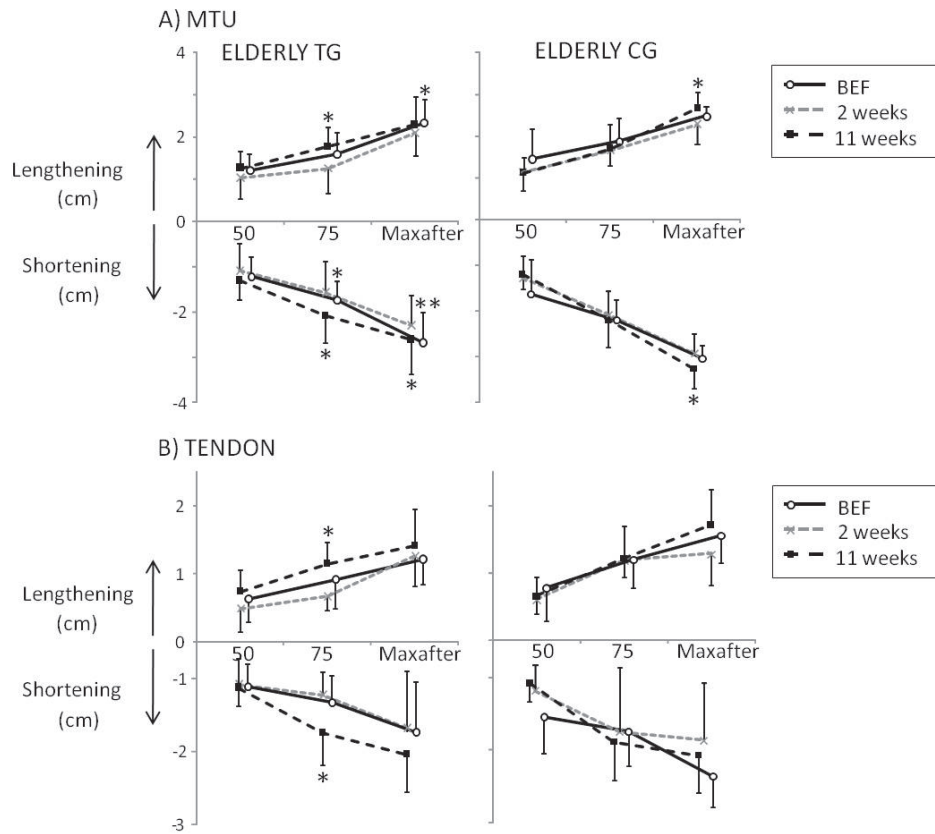 A) MTU
ELDERLY TG
ELDERLY CG
BEF
2 weeks
11 weeks
4
2
0
-2
-4
Lengthening
(cm)
Shortening
(cm)
50 75 Maxafter
50 75 Maxafter
* *
*
* **
* *
*
B) TENDON
BEF
2 weeks
11 weeks
2
1
0
-1
-2
-3
Lengthening
(cm)
Shortening
(cm)
50 75 Maxafter
50 75 Maxafter
*
*